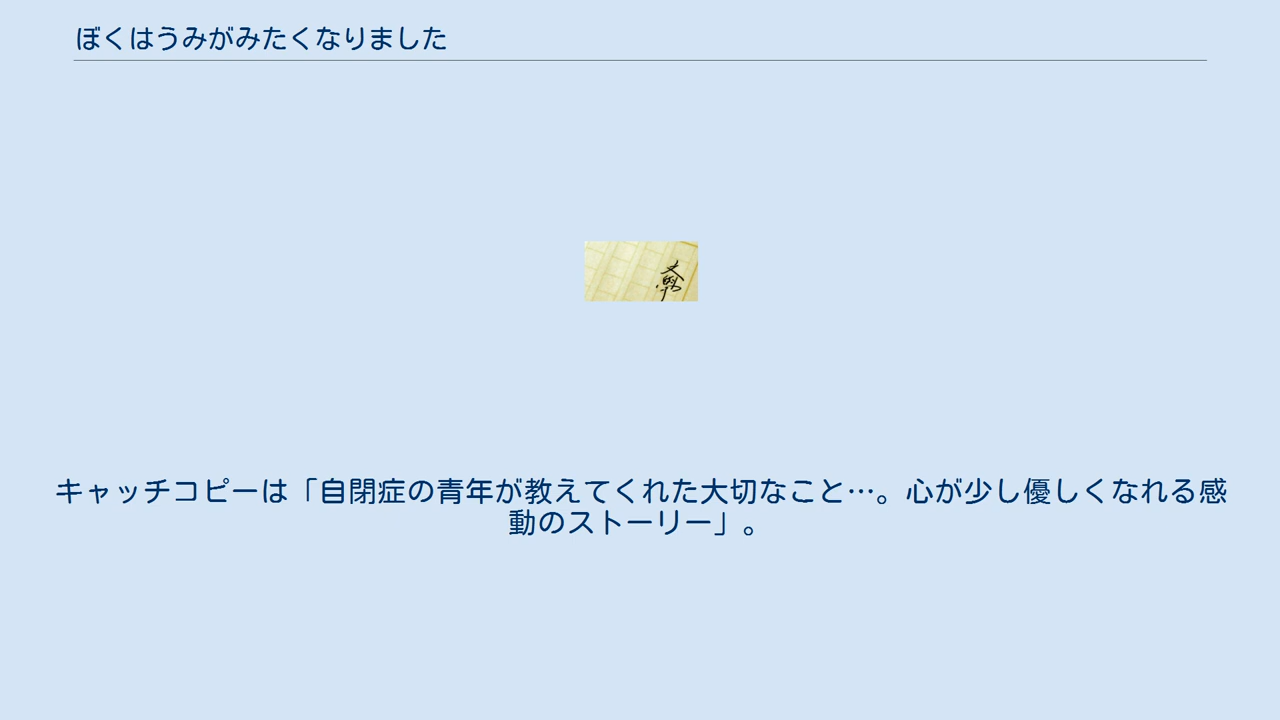 ぼくはうみがみたくなりました
キャッチコピーは「自閉症の青年が教えてくれた大切なこと…。心が少し優しくなれる感
動のストーリー」。